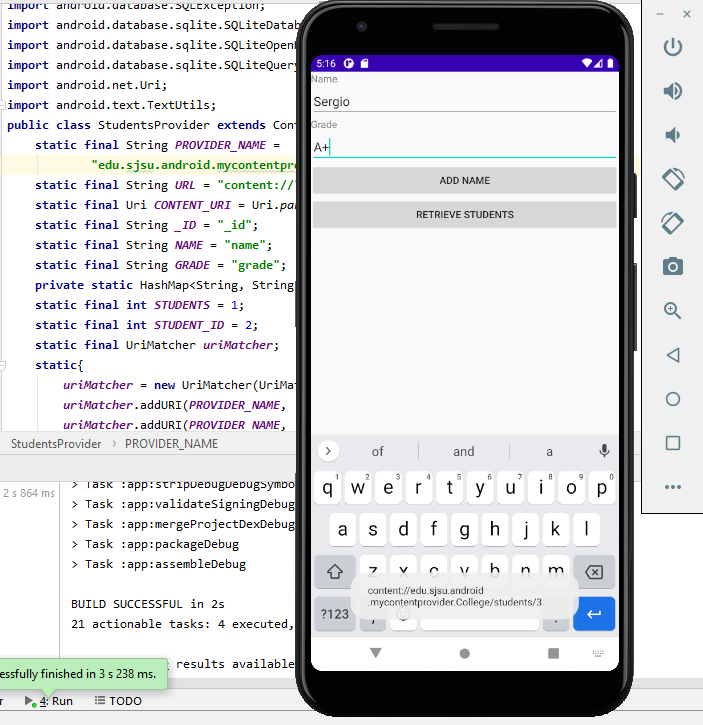 import android.database.SQLException;
import android.database.sqlite.SQLiteDatab
import android.database.sqlite.SQLiteOpen
import android.database.sqlite.SQLiteQuery
import android.net.Uri;
import android.text.TextUtils;
public class StudentsProvider extends Cont
static final String PROVIDER_NAME =
"edu.sjsu.android.mycontentpro
static final String URL = "content://"
static final Uri CONTENT_URI = Uri.pa
static final String _ID = "_id";
static final String NAME = "name";
static final String GRADE = "grade";
private static HashMap<String, String
static final int STUDENTS = 1;
static final int STUDENT_ID = 2;
static final UriMatcher uriMatcher;
static{
uriMatcher = new UriMatcher(UriMat
uriMatcher.addURI(PROVIDER_NAME,
uriMatcher.addURI(PROVIDER_NAME,
StudentsProvider > PROVIDER_NAME
2 s 864 ms
> Task :app:stripDebugDebugSymbo
> Task :app:validateSigningDebug
> Task :app:mergeProjectDexDebug
> Task :app:packageDebug
> Task :app:assembleDebug
BUILD SUCCESSFUL in 2s
21 actionable tasks: 4 executed,
results available
essfully finished in 3 s 238 ms.
4: Run
TODO
5:16
Name
Sergio
Grade
A+
ADD NAME
RETRIEVE STUDENTS
of and a
q1 w2 e3 r4 t5 y6 u7 i8 o9 p0
a s d f g h j k l
z x c v b n m
content://edu.sjsu.android
.mycontentprovider.College/students/3
?123 , .